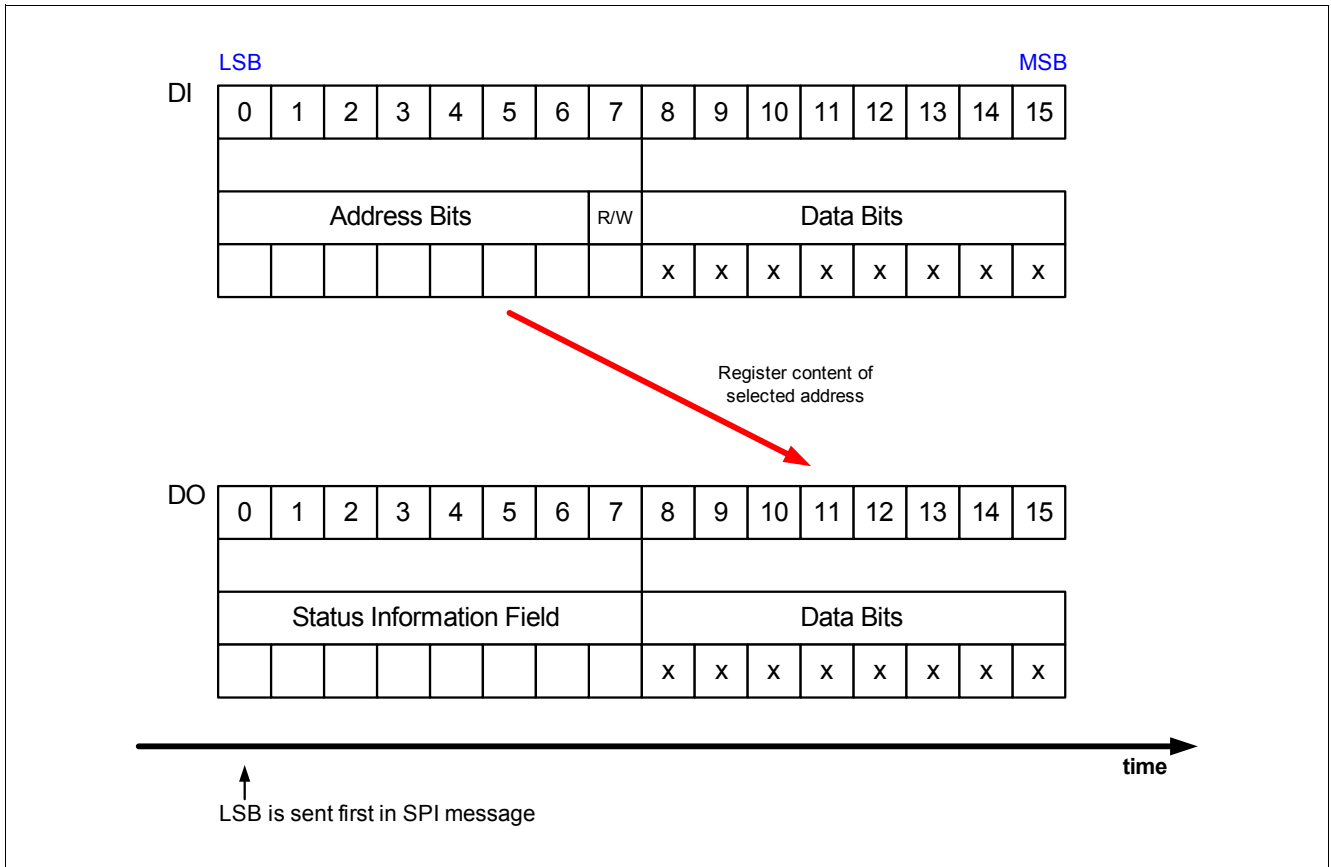 LSB MSB
DI 0 1 2 3 4 5 6 7 8 9 10 11 12 13 14 15
Address Bits R/W Data Bits
x x x x x x x x
Register content of
selected address
DO 0 1 2 3 4 5 6 7 8 9 10 11 12 13 14 15
Status Information Field Data Bits
x x x x x x x x
time
LSB is sent first in SPI message